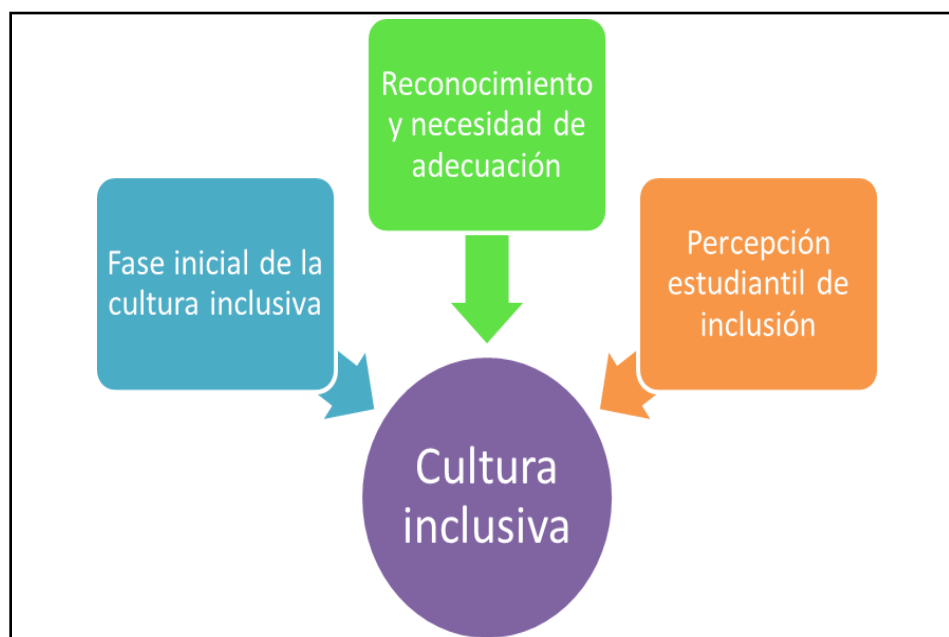 Reconocimiento
y necesidad de
adecuación
Fase inicial de la
cultura inclusiva
Percepción
estudiantil de
inclusión
Cultura
inclusiva